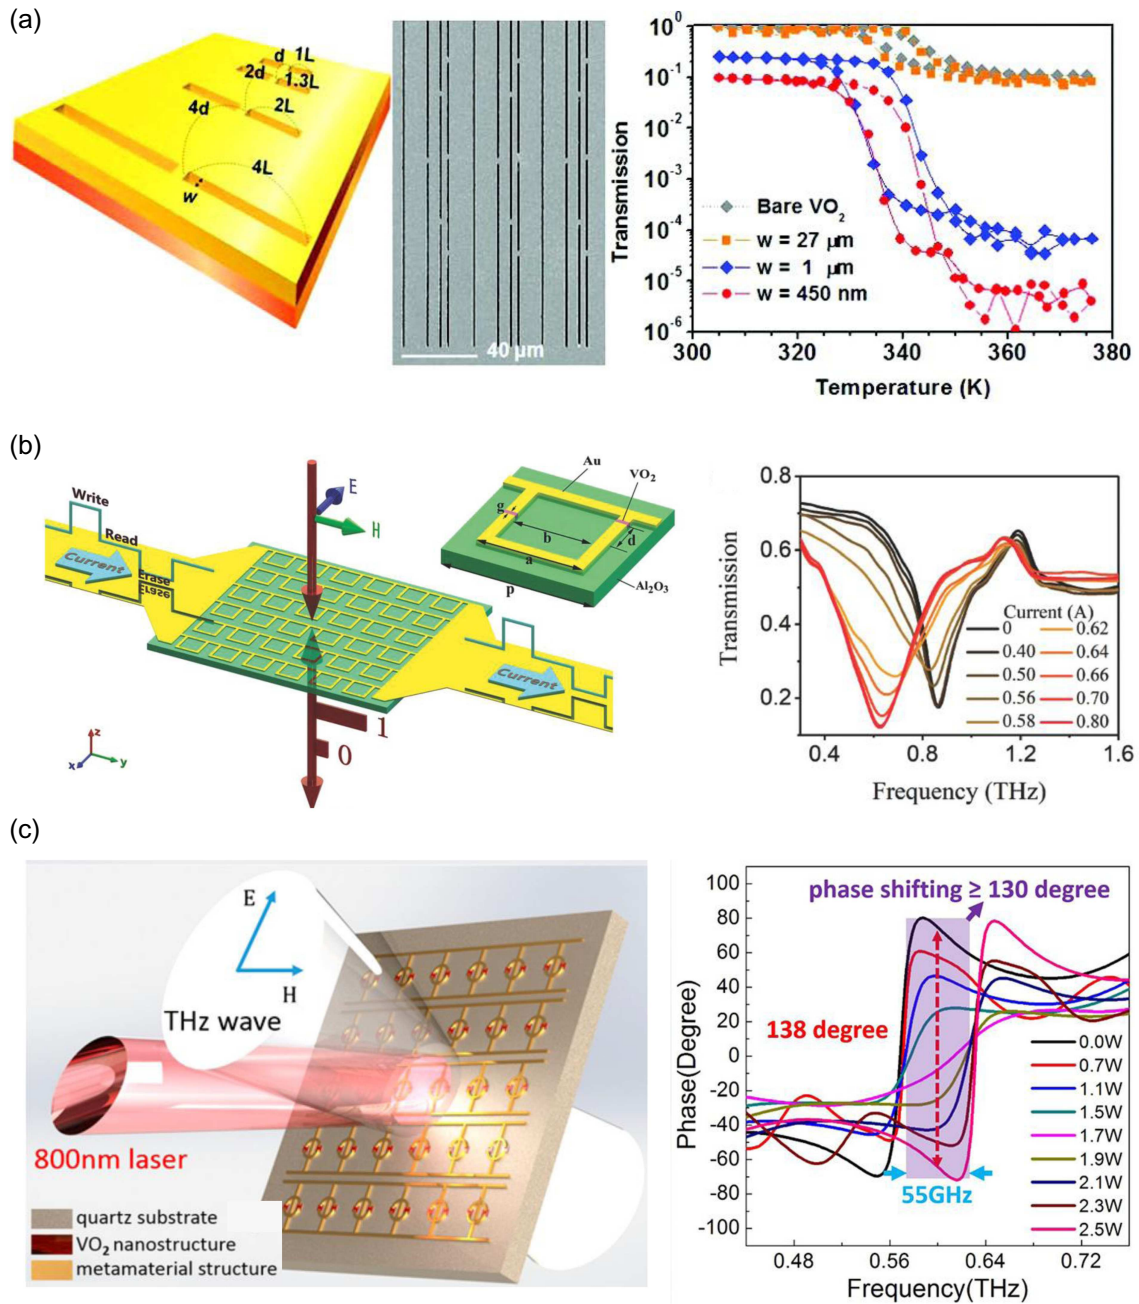 (a)
d 1L
2d 1.3L
4d 2L
4L
w
40 µm
Transmission
10^0
10^-1
10^-2
10^-3
10^-4
10^-5
10^-6
Bare VO2
w = 27 µm
w = 1 µm
w = 450 nm
300 320 340 360 380
Temperature (K)
(b)
Write
Read
Erase
Current
E
H
Current
1
0
z
x y
Au
VO2
g
b
d
a
p
Al2O3
Transmission
0.8
0.6
0.4
0.2
Current (A)
0 0.62
0.40 0.64
0.50 0.66
0.56 0.70
0.58 0.80
0.4 0.8 1.2 1.6
Frequency (THz)
(c)
E
H
THz wave
800nm laser
quartz substrate
VO2 nanostructure
metamaterial structure
Phase(Degree)
100
80
60
40
20
0
-20
-40
-60
-80
-100
phase shifting ≥ 130 degree
138 degree
55GHz
0.0W
0.7W
1.1W
1.5W
1.7W
1.9W
2.1W
2.3W
2.5W
0.48 0.56 0.64 0.72
Frequency(THz)